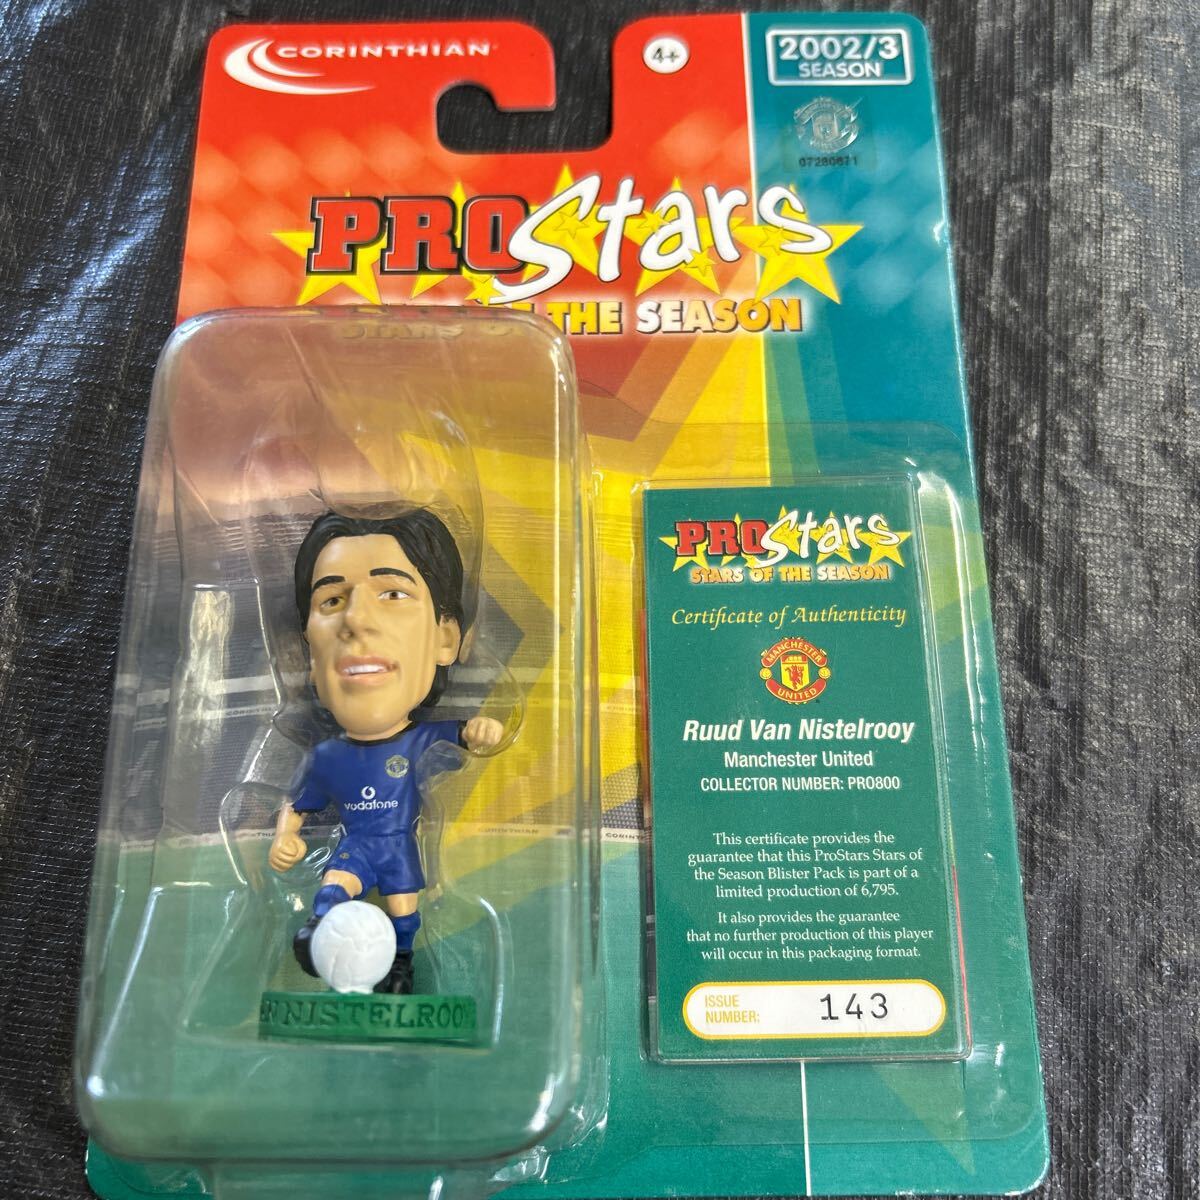 CORINTHIAN
4+
2002/3
SEASON
07280671
PROStars
THE SEASON
PROStars
STARS OF THE SEASON
Certificate of Authenticity
MANCHESTER
UNITED
Ruud Van Nistelrooy
Manchester United
COLLECTOR NUMBER: PRO800
This certificate provides the
guarantee that this ProStars Stars of
the Season Blister Pack is part of a
limited production of 6,795.
It also provides the guarantee
that no further production of this player
will occur in this packaging format.
ISSUE
NUMBER:
143
vodafone
NNISTELROO
CORINTHIAN